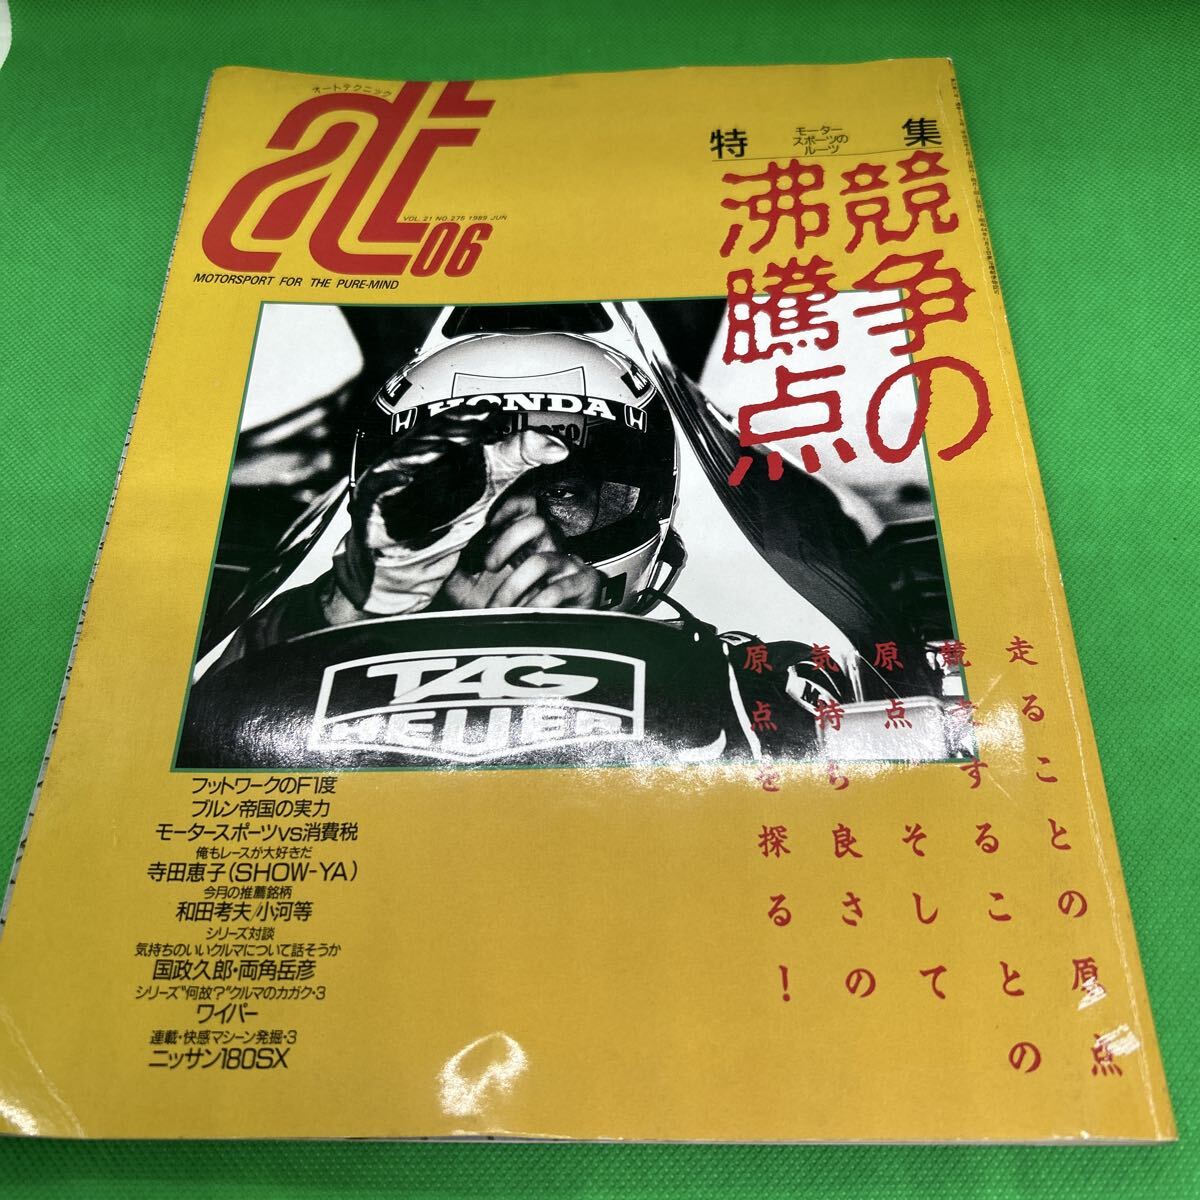 オートテクニック
at
VOL. 21 NO. 275 1989 JUN
06
MOTORSPORT FOR THE PURE-MIND
特集
モーター
スポーツの
ルーツ
競争の
沸騰点
HONDA
TAG
HEUER
走ることの原点
競走することの
原点 そして
気持ち良さの
原点を探る!
フットワークのF1度
ブルン帝国の実力
モータースポーツvs消費税
俺もレースが大好きだ
寺田恵子(SHOW-YA)
今月の推薦銘柄
和田孝夫/小河等
シリーズ対談
気持ちのいいクルマについて話そうか
国政久郎・両角岳彦
シリーズ"何故?"クルマのカガク・3
ワイパー
連載・快感マシーン発掘・3
ニッサン180SX